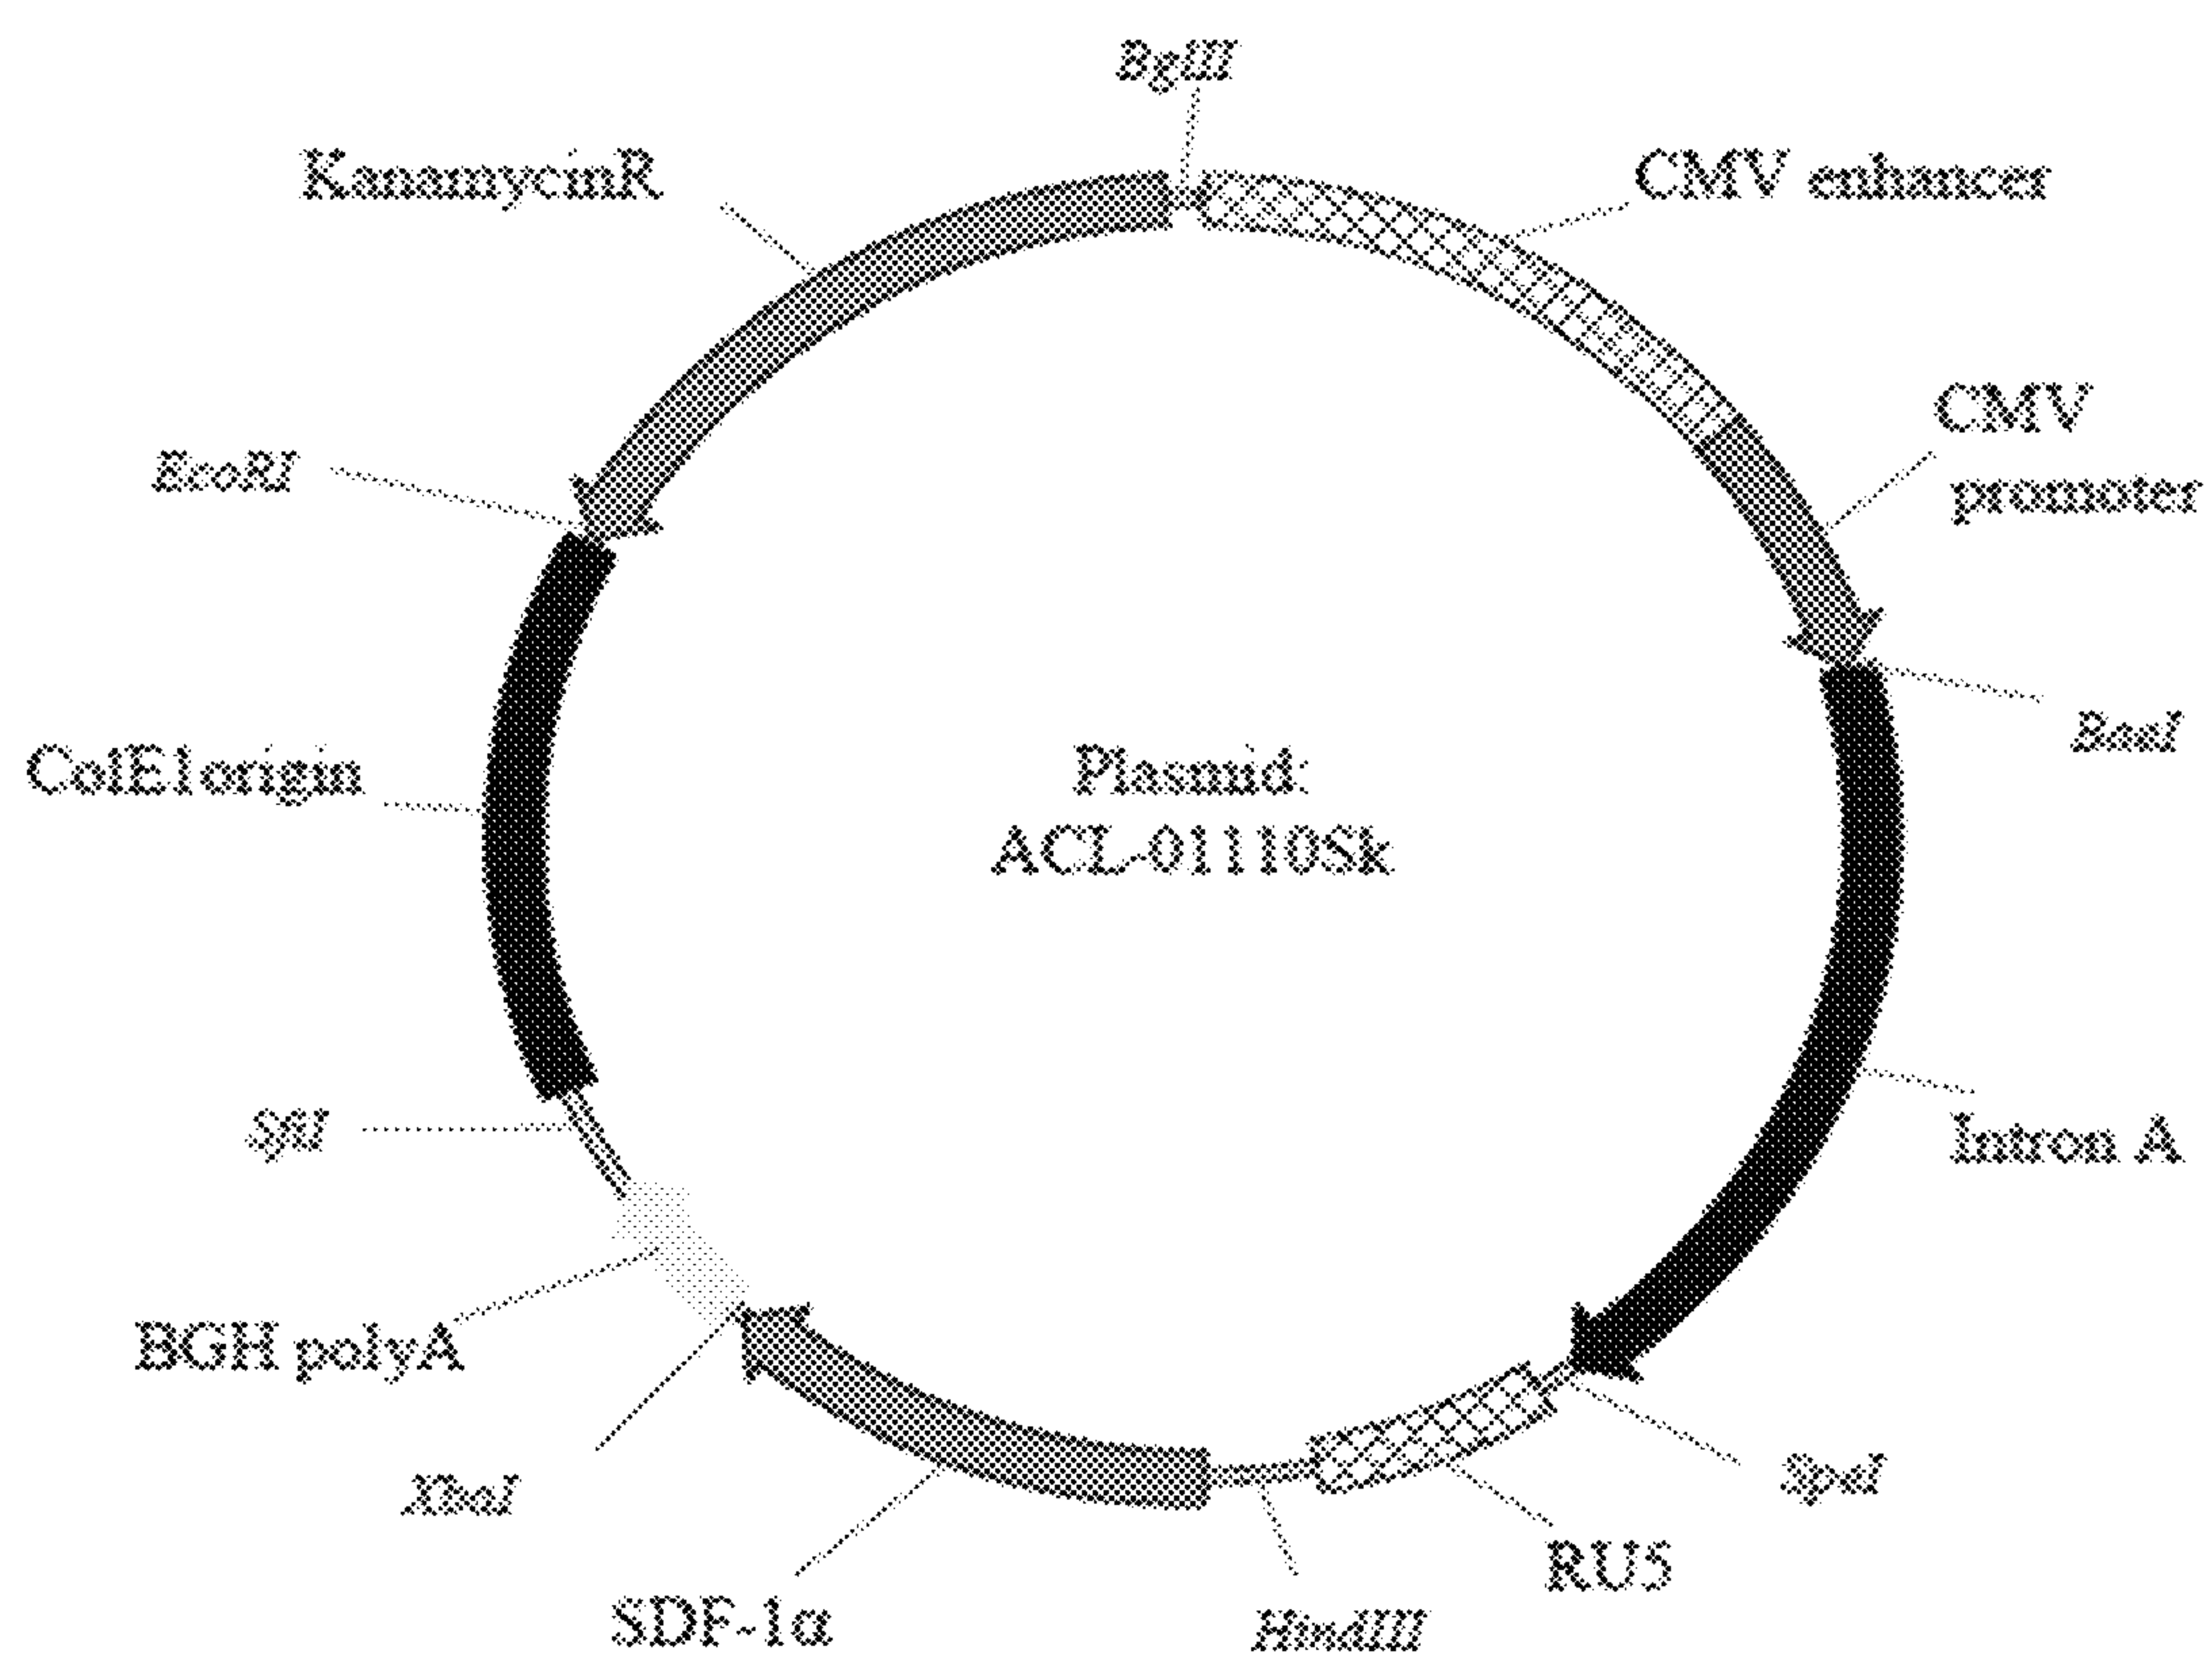 BglII
KanamycinR
CMV enhancer
CMV
promoter
EcoRI
BsaI
ColE1 origin
Plasmid:
ACL-01110Sk
SfiI
Intron A
BGH polyA
XbaI
SpeI
RU5
SDF-1α
HindIII